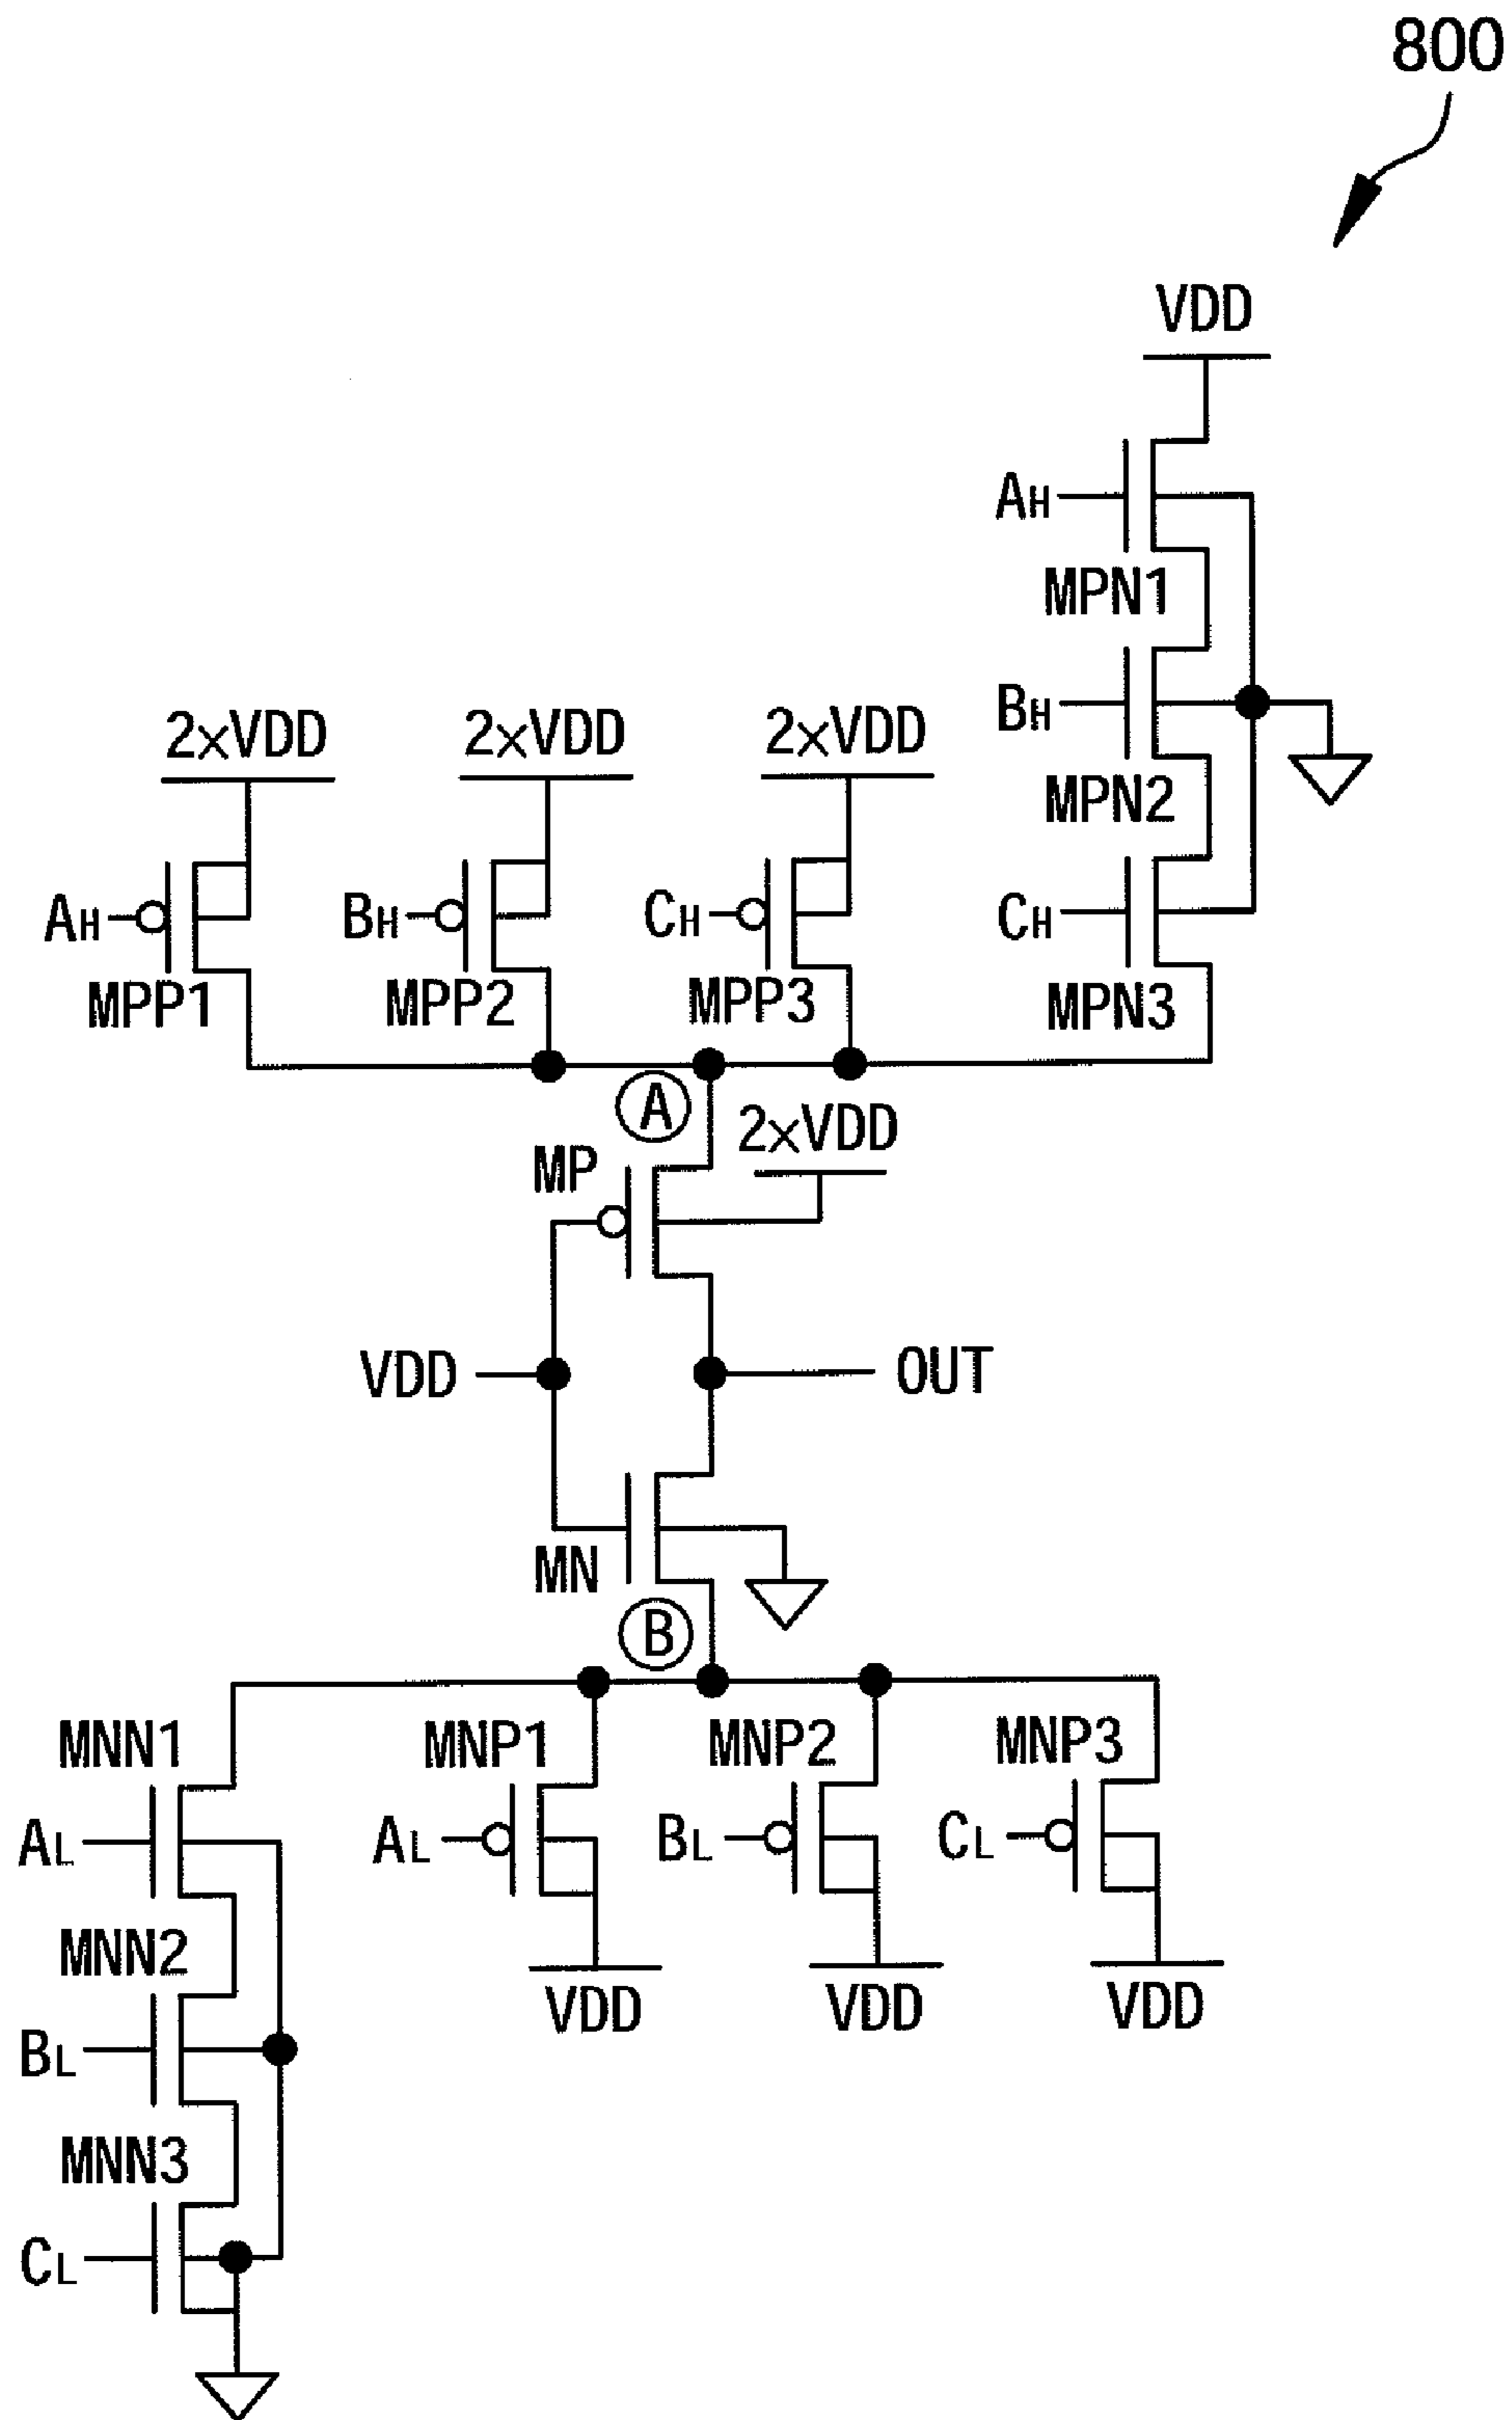 800
VDD
AH
MPN1
BH
MPN2
CH
MPN3
2×VDD 2×VDD 2×VDD
AH BH CH
MPP1 MPP2 MPP3
A
2×VDD
MP
VDD OUT
MN
B
MNN1 MNP1 MNP2 MNP3
AL AL BL CL
MNN2
VDD VDD VDD
BL
MNN3
CL